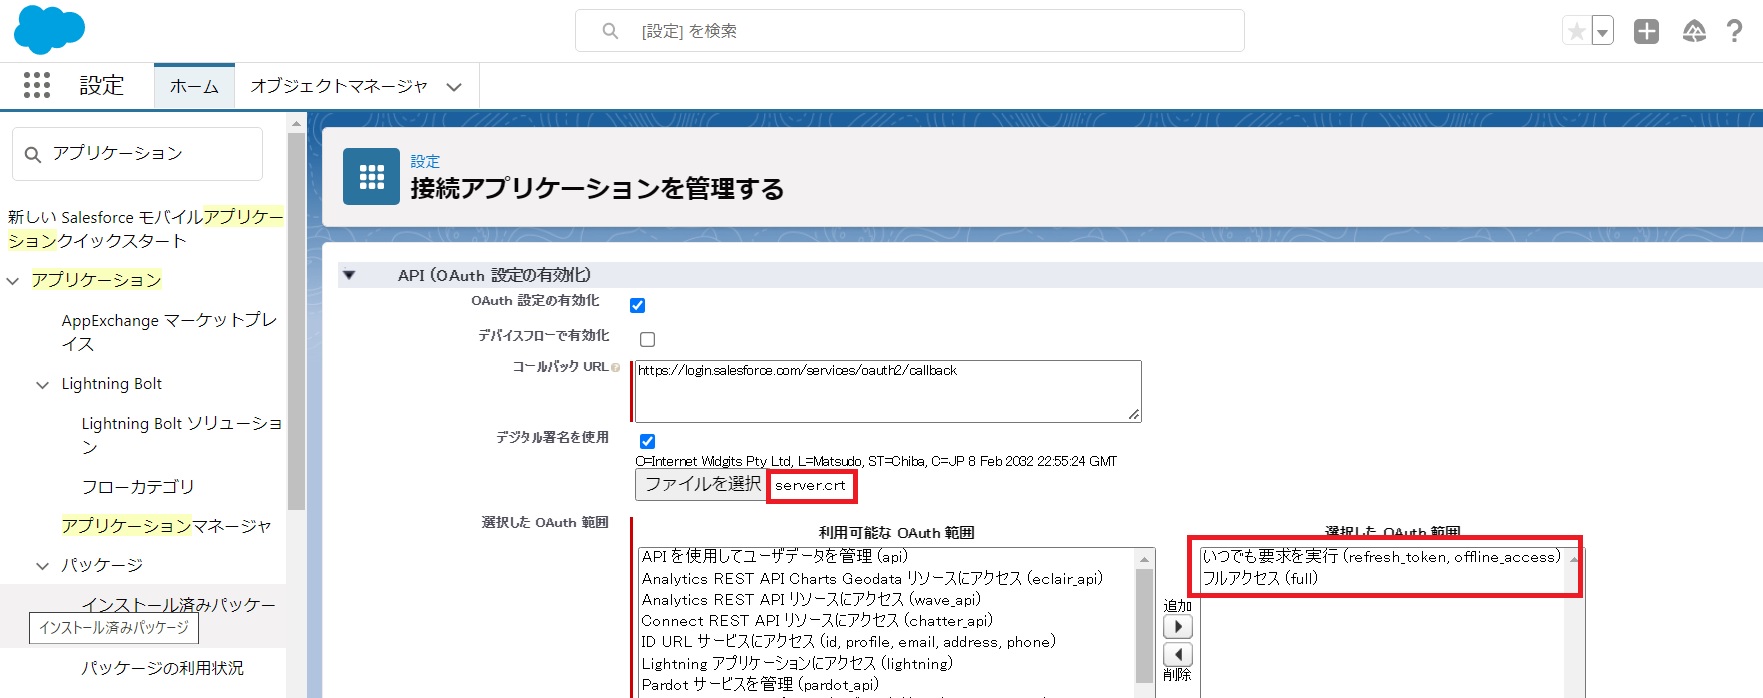 [設定] を検索
設定
ホーム
オブジェクトマネージャ
アプリケーション
新しい Salesforce モバイルアプリケー
ションクイックスタート
アプリケーション
AppExchange マーケットプレ
イス
Lightning Bolt
Lightning Bolt ソリューショ
ン
フローカテゴリ
アプリケーションマネージャ
パッケージ
インストール済みパッケー
インストール済みパッケージ
パッケージの利用状況
設定
接続アプリケーションを管理する
API (OAuth 設定の有効化)
OAuth 設定の有効化
デバイスフローで有効化
コールバック URL
https://login.salesforce.com/services/oauth2/callback
デジタル署名を使用
O=Internet Widgits Pty Ltd, L=Matsudo, ST=Chiba, C=JP 8 Feb 2032 22:55:24 GMT
ファイルを選択 server.crt
選択した OAuth 範囲
利用可能な OAuth 範囲
API を使用してユーザデータを管理 (api)
Analytics REST API Charts Geodata リソースにアクセス (eclair_api)
Analytics REST API リソースにアクセス (wave_api)
Connect REST API リソースにアクセス (chatter_api)
ID URL サービスにアクセス (id, profile, email, address, phone)
Lightning アプリケーションにアクセス (lightning)
Pardot サービスを管理 (pardot_api)
追加
削除
選択した OAuth 範囲
いつでも要求を実行 (refresh_token, offline_access)
フルアクセス (full)